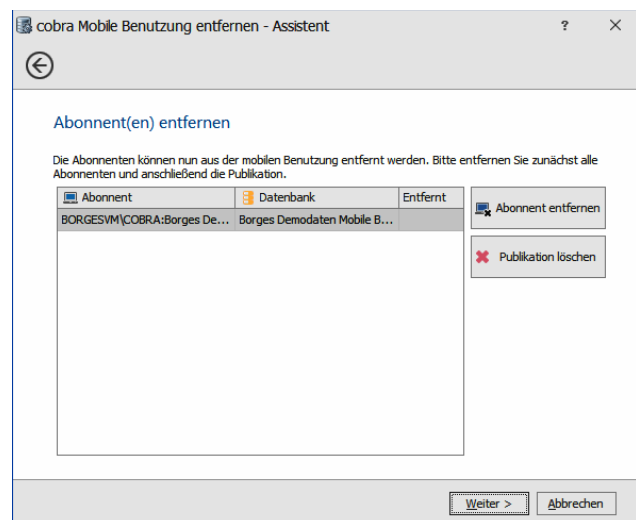 cobra Mobile Benutzung entfernen - Assistent ?
Abonnent(en) entfernen
Die Abonnenten können nun aus der mobilen Benutzung entfernt werden. Bitte entfernen Sie zunächst alle
Abonnenten und anschließend die Publikation.
Abonnent Datenbank Entfernt
BORGESVM\COBRA:Borges De... Borges Demodaten Mobile B...
Abonnent entfernen
Publikation löschen
Weiter > Abbrechen